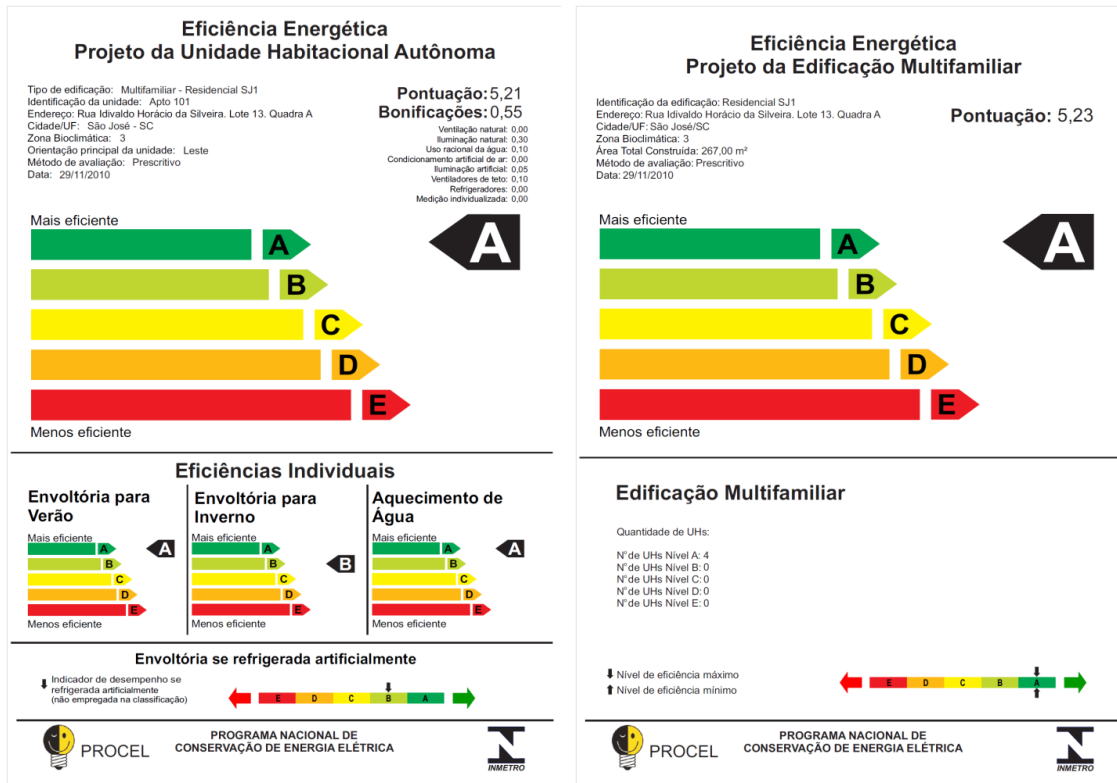 Eficiência Energética
Projeto da Unidade Habitacional Autônoma
Tipo de edificação: Multifamiliar - Residencial SJ1
Identificação da unidade: Apto 101
Endereço: Rua Idivaldo Horácio da Silveira. Lote 13. Quadra A
Cidade/UF: São José - SC
Zona Bioclimática: 3
Orientação principal da unidade: Leste
Método de avaliação: Prescritivo
Data: 29/11/2010
Pontuação: 5,21
Bonificações: 0,55
Ventilação natural: 0,00
Iluminação natural: 0,30
Uso racional da água: 0,10
Condicionamento artificial de ar: 0,00
Iluminação artificial: 0,05
Ventiladores de teto: 0,10
Refrigeradores: 0,00
Medição individualizada: 0,00
Mais eficiente
A
A
B
C
D
E
Menos eficiente
Eficiências Individuais
Envoltória para
Verão
Mais eficiente
A
A
B
C
D
E
Menos eficiente
Envoltória para
Inverno
Mais eficiente
A
B
B
C
D
E
Menos eficiente
Aquecimento de
Água
Mais eficiente
A
A
B
C
D
E
Menos eficiente
Envoltória se refrigerada artificialmente
Indicador de desempenho se
refrigerada artificialmente
(não empregada na classificação)
E D C B A
PROCEL
PROGRAMA NACIONAL DE
CONSERVAÇÃO DE ENERGIA ELÉTRICA
INMETRO
Eficiência Energética
Projeto da Edificação Multifamiliar
Identificação da edificação: Residencial SJ1
Endereço: Rua Idivaldo Horácio da Silveira. Lote 13. Quadra A
Cidade/UF: São José/SC
Zona Bioclimática: 3
Área Total Construída: 267,00 m²
Método de avaliação: Prescritivo
Data: 29/11/2010
Pontuação: 5,23
Mais eficiente
A
A
B
C
D
E
Menos eficiente
Edificação Multifamiliar
Quantidade de UHs:
N° de UHs Nível A: 4
N° de UHs Nível B: 0
N° de UHs Nível C: 0
N° de UHs Nível D: 0
N° de UHs Nível E: 0
Nível de eficiência máximo
Nível de eficiência mínimo
E D C B A
PROCEL
PROGRAMA NACIONAL DE
CONSERVAÇÃO DE ENERGIA ELÉTRICA
INMETRO